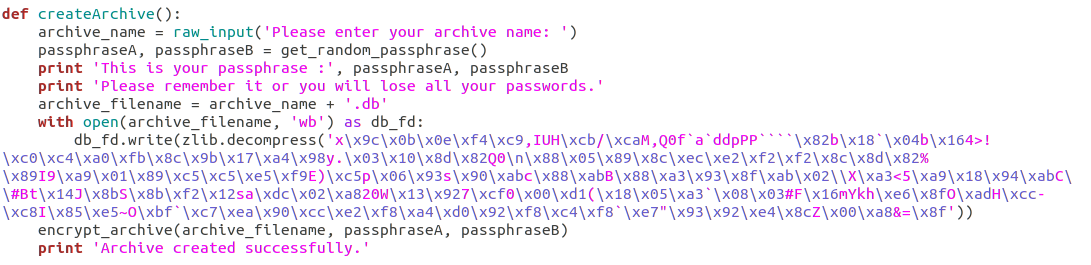 def createArchive():
    archive_name = raw_input('Please enter your archive name: ')
    passphraseA, passphraseB = get_random_passphrase()
    print 'This is your passphrase :', passphraseA, passphraseB
    print 'Please remember it or you will lose all your passwords.'
    archive_filename = archive_name + '.db'
    with open(archive_filename, 'wb') as db_fd:
        db_fd.write(zlib.decompress('x\x9c\x0b\x0e\xf4\xc9,IUH\xcb/\xcaM,Q0f`a`ddpPP````\x82b\x18`\x04b\x164>!
\xc0\xc4\xa0\xfb\x8c\x9b\x17\xa4\x98y.\x03\x10\x8d\x82Q0\n\x88\x05\x89\x8c\xec\xe2\xf2\xf2\x8c\x8d\x82%
\x89I9\xa9\x01\x89\xc5\xc5\xe5\xf9E)\xc5p\x06\x93s\x90\xabc\x88\xabB\x88\xa3\x93\x8f\xab\x02\\X\xa3<5\xa9\x18\x94\xabC\
\#Bt\x14J\x8bS\x8b\xf2\x12sa\xdc\x02\xa820W\x13\x927\xcf0\x00\xd1(\x18\x05\xa3`\x08\x03#F\x16mYkh\xe6\x8fO\xadH\xcc-
\xc8I\x85\xe5~O\xbf`\xc7\xea\x90\xcc\xe2\xf8\xa4\xd0\x92\xf8\xc4\xf8`\xe7"\x93\x92\xe4\x8cZ\x00\xa8&=\x8f'))
    encrypt_archive(archive_filename, passphraseA, passphraseB)
    print 'Archive created successfully.'